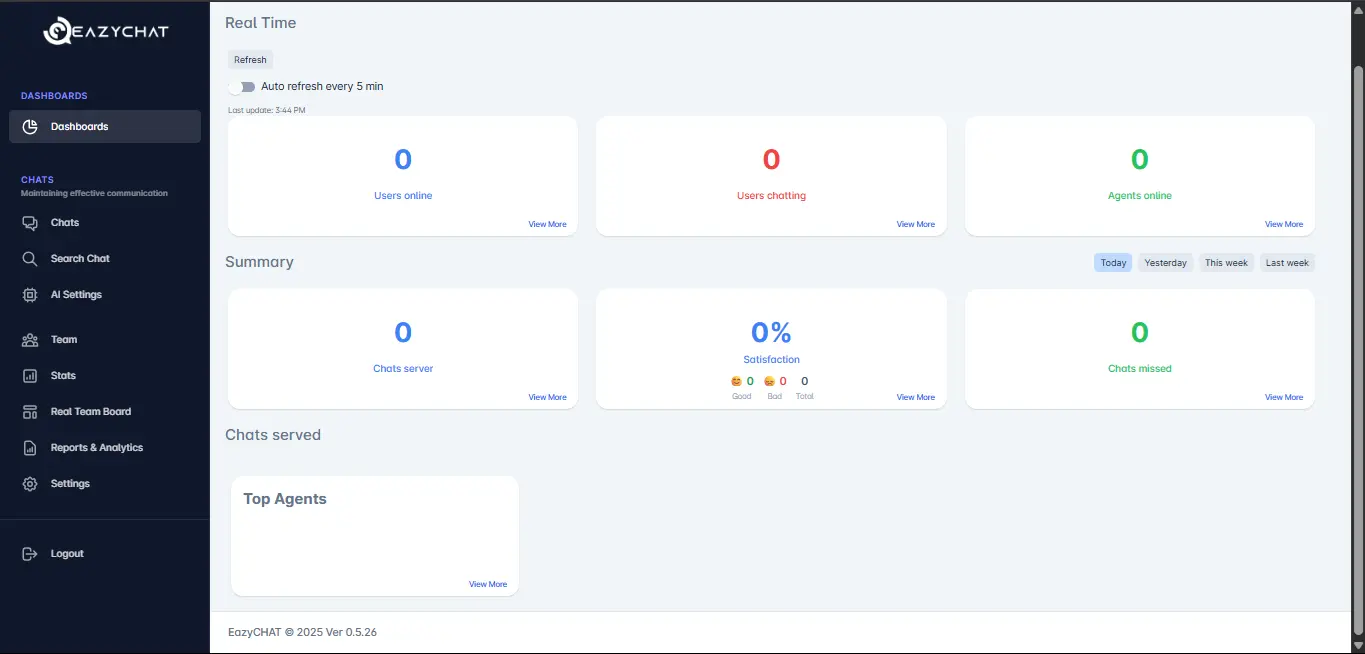 EAZYCHAT
DASHBOARDS
Dashboards
CHATS
Maintaining effective communication
Chats
Search Chat
AI Settings
Team
Stats
Real Team Board
Reports & Analytics
Settings
Logout
Real Time
Refresh
Auto refresh every 5 min
Last update: 3:44 PM
0
Users online
View More
0
Users chatting
View More
0
Agents online
View More
Summary
Today Yesterday This week Last week
0
Chats server
View More
0%
Satisfaction
0 0 0
Good Bad Total
View More
0
Chats missed
View More
Chats served
Top Agents
View More
EazyCHAT © 2025 Ver 0.5.26